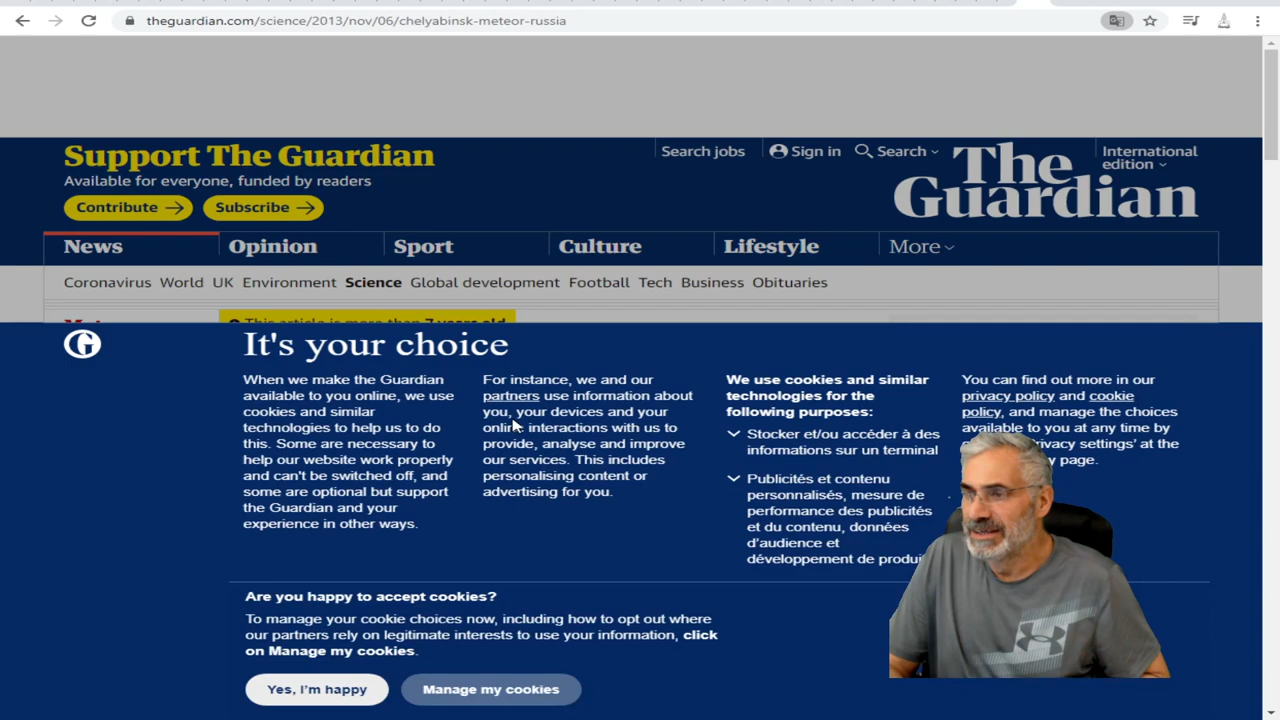 theguardian.com/science/2013/nov/06/chelyabinsk-meteor-russia
Support The Guardian
Available for everyone, funded by readers
Contribute
Subscribe
Search jobs
Sign in
Search
The
Guardian
International
edition
News
Opinion
Sport
Culture
Lifestyle
More
Coronavirus World UK Environment Science Global development Football Tech Business Obituaries
This article is more than 7 years old
It's your choice
When we make the Guardian
available to you online, we use
cookies and similar
technologies to help us to do
this. Some are necessary to
help our website work properly
and can't be switched off, and
some are optional but support
the Guardian and your
experience in other ways.
For instance, we and our
partners use information about
you, your devices and your
online interactions with us to
provide, analyse and improve
our services. This includes
personalising content or
advertising for you.
We use cookies and similar
technologies for the
following purposes:
Stocker et/ou accéder à des
informations sur un terminal
Publicités et contenu
personnalisés, mesure de
performance des publicités
et du contenu, données
d'audience et
développement de
You can find out more in our
privacy policy and cookie
policy, and manage the choices
available to you at any time by
settings' at the
page.
Are you happy to accept cookies?
To manage your cookie choices now, including how to opt out where
our partners rely on legitimate interests to use your information, click
on Manage my cookies.
Yes, I'm happy
Manage my cookies